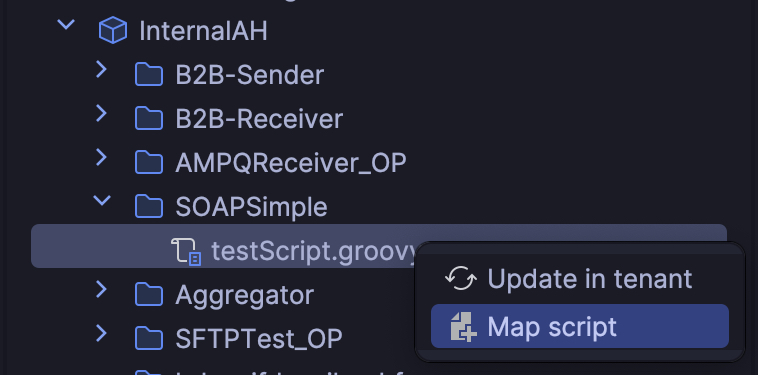 InternalAH
B2B-Sender
B2B-Receiver
AMPQReceiver_OP
SOAPSimple
testScript.groovy
Update in tenant
Aggregator
Map script
SFTPTest_OP